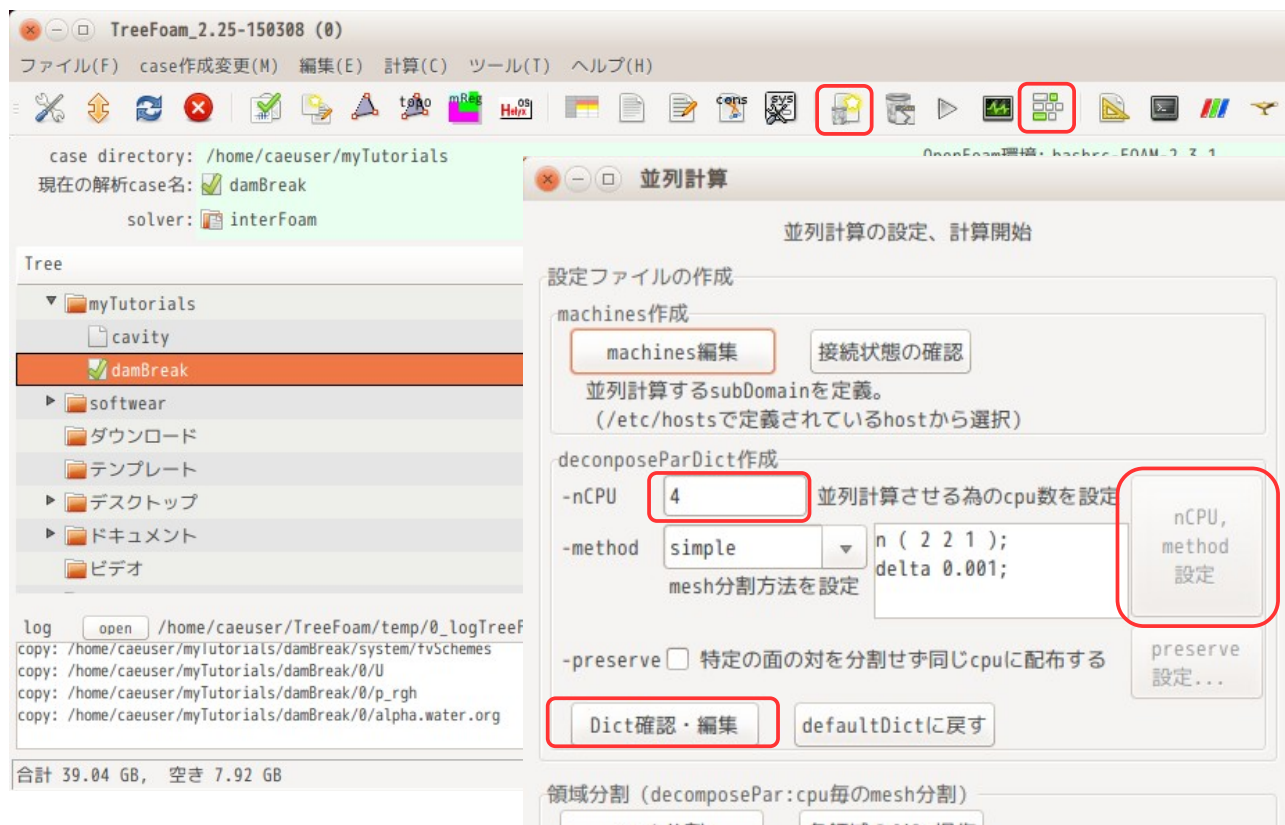 TreeFoam_2.25-150308 (0)
ファイル(F) case作成変更(M) 編集(E) 計算(C) ツール(T) ヘルプ(H)
topo mReg HelyxOS cons sys
case directory: /home/caeuser/myTutorials
OpenFoam環境: bashrc-FOAM-2.3.1
現在の解析case名: damBreak
solver: interFoam
Tree
myTutorials
cavity
damBreak
softwear
ダウンロード
テンプレート
デスクトップ
ドキュメント
ビデオ
log open /home/caeuser/TreeFoam/temp/0_logTreeF
copy: /home/caeuser/myTutorials/damBreak/system/fvSchemes
copy: /home/caeuser/myTutorials/damBreak/0/U
copy: /home/caeuser/myTutorials/damBreak/0/p_rgh
copy: /home/caeuser/myTutorials/damBreak/0/alpha.water.org
合計 39.04 GB, 空き 7.92 GB
並列計算
並列計算の設定、計算開始
設定ファイルの作成
machines作成
machines編集 接続状態の確認
並列計算するsubDomainを定義。
(/etc/hostsで定義されているhostから選択)
deconposeParDict作成
-nCPU 4 並列計算させる為のcpu数を設定
-method simple
n ( 2 2 1 );
delta 0.001;
mesh分割方法を設定
nCPU,
method
設定
-preserve 特定の面の対を分割せず同じcpuに配布する
preserve
設定...
Dict確認・編集 defaultDictに戻す
領域分割 (decomposePar:cpu毎のmesh分割)